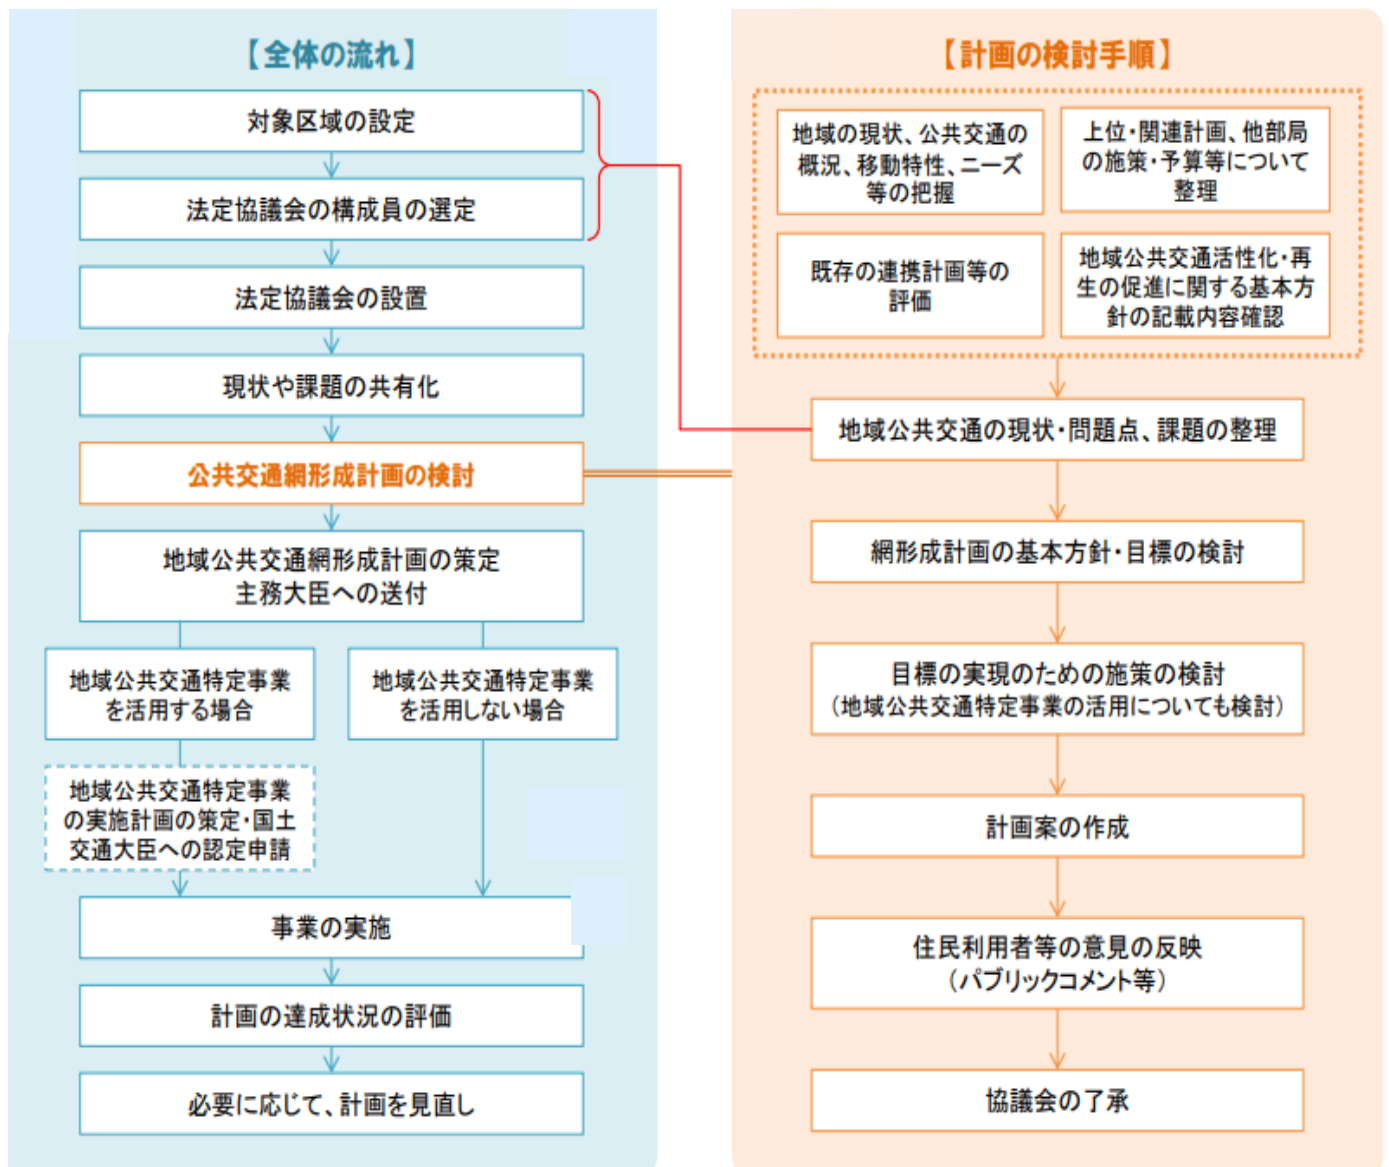 【全体の流れ】
対象区域の設定
法定協議会の構成員の選定
法定協議会の設置
現状や課題の共有化
公共交通網形成計画の検討
地域公共交通網形成計画の策定
主務大臣への送付
地域公共交通特定事業
を活用する場合
地域公共交通特定事業
を活用しない場合
地域公共交通特定事業
の実施計画の策定・国土
交通大臣への認定申請
事業の実施
計画の達成状況の評価
必要に応じて、計画を見直し
【計画の検討手順】
地域の現状、公共交通の
概況、移動特性、ニーズ
等の把握
上位・関連計画、他部局
の施策・予算等について
整理
既存の連携計画等の
評価
地域公共交通活性化・再
生の促進に関する基本方
針の記載内容確認
地域公共交通の現状・問題点、課題の整理
網形成計画の基本方針・目標の検討
目標の実現のための施策の検討
（地域公共交通特定事業の活用についても検討）
計画案の作成
住民利用者等の意見の反映
（パブリックコメント等）
協議会の了承